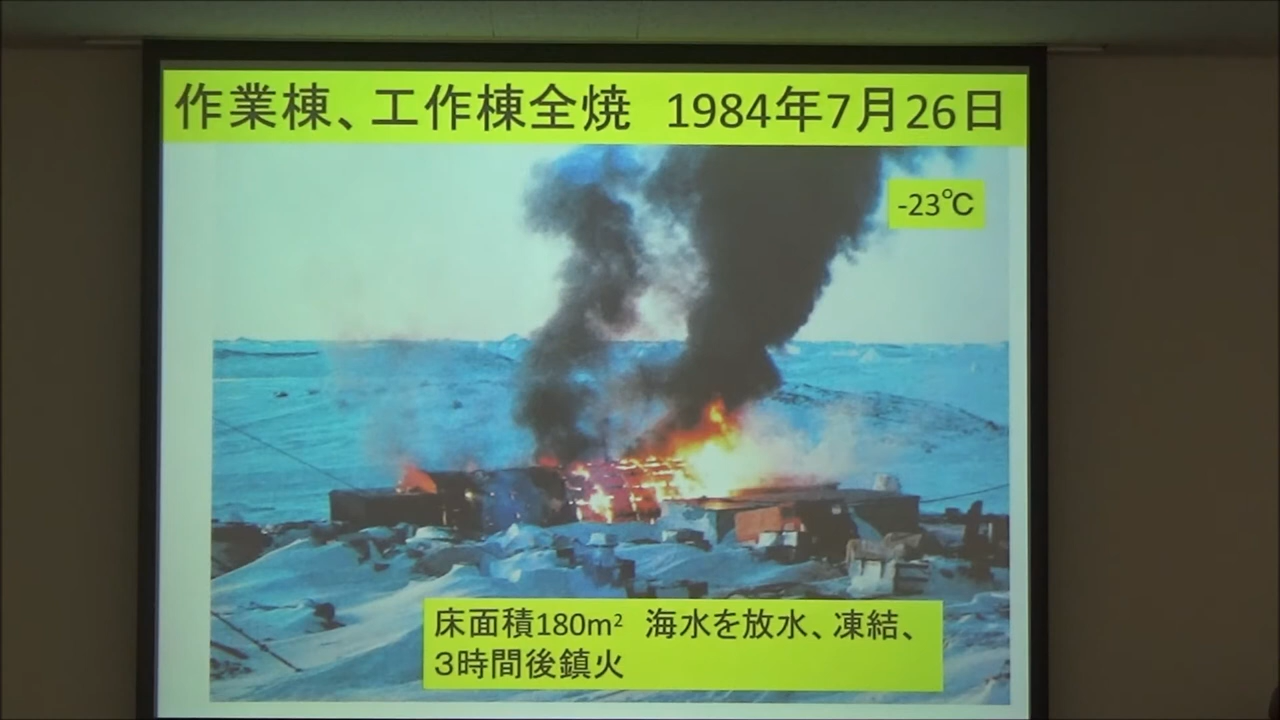 作業棟、工作棟全焼　1984年7月26日
-23℃
床面積180m²　海水を放水、凍結、
３時間後鎮火